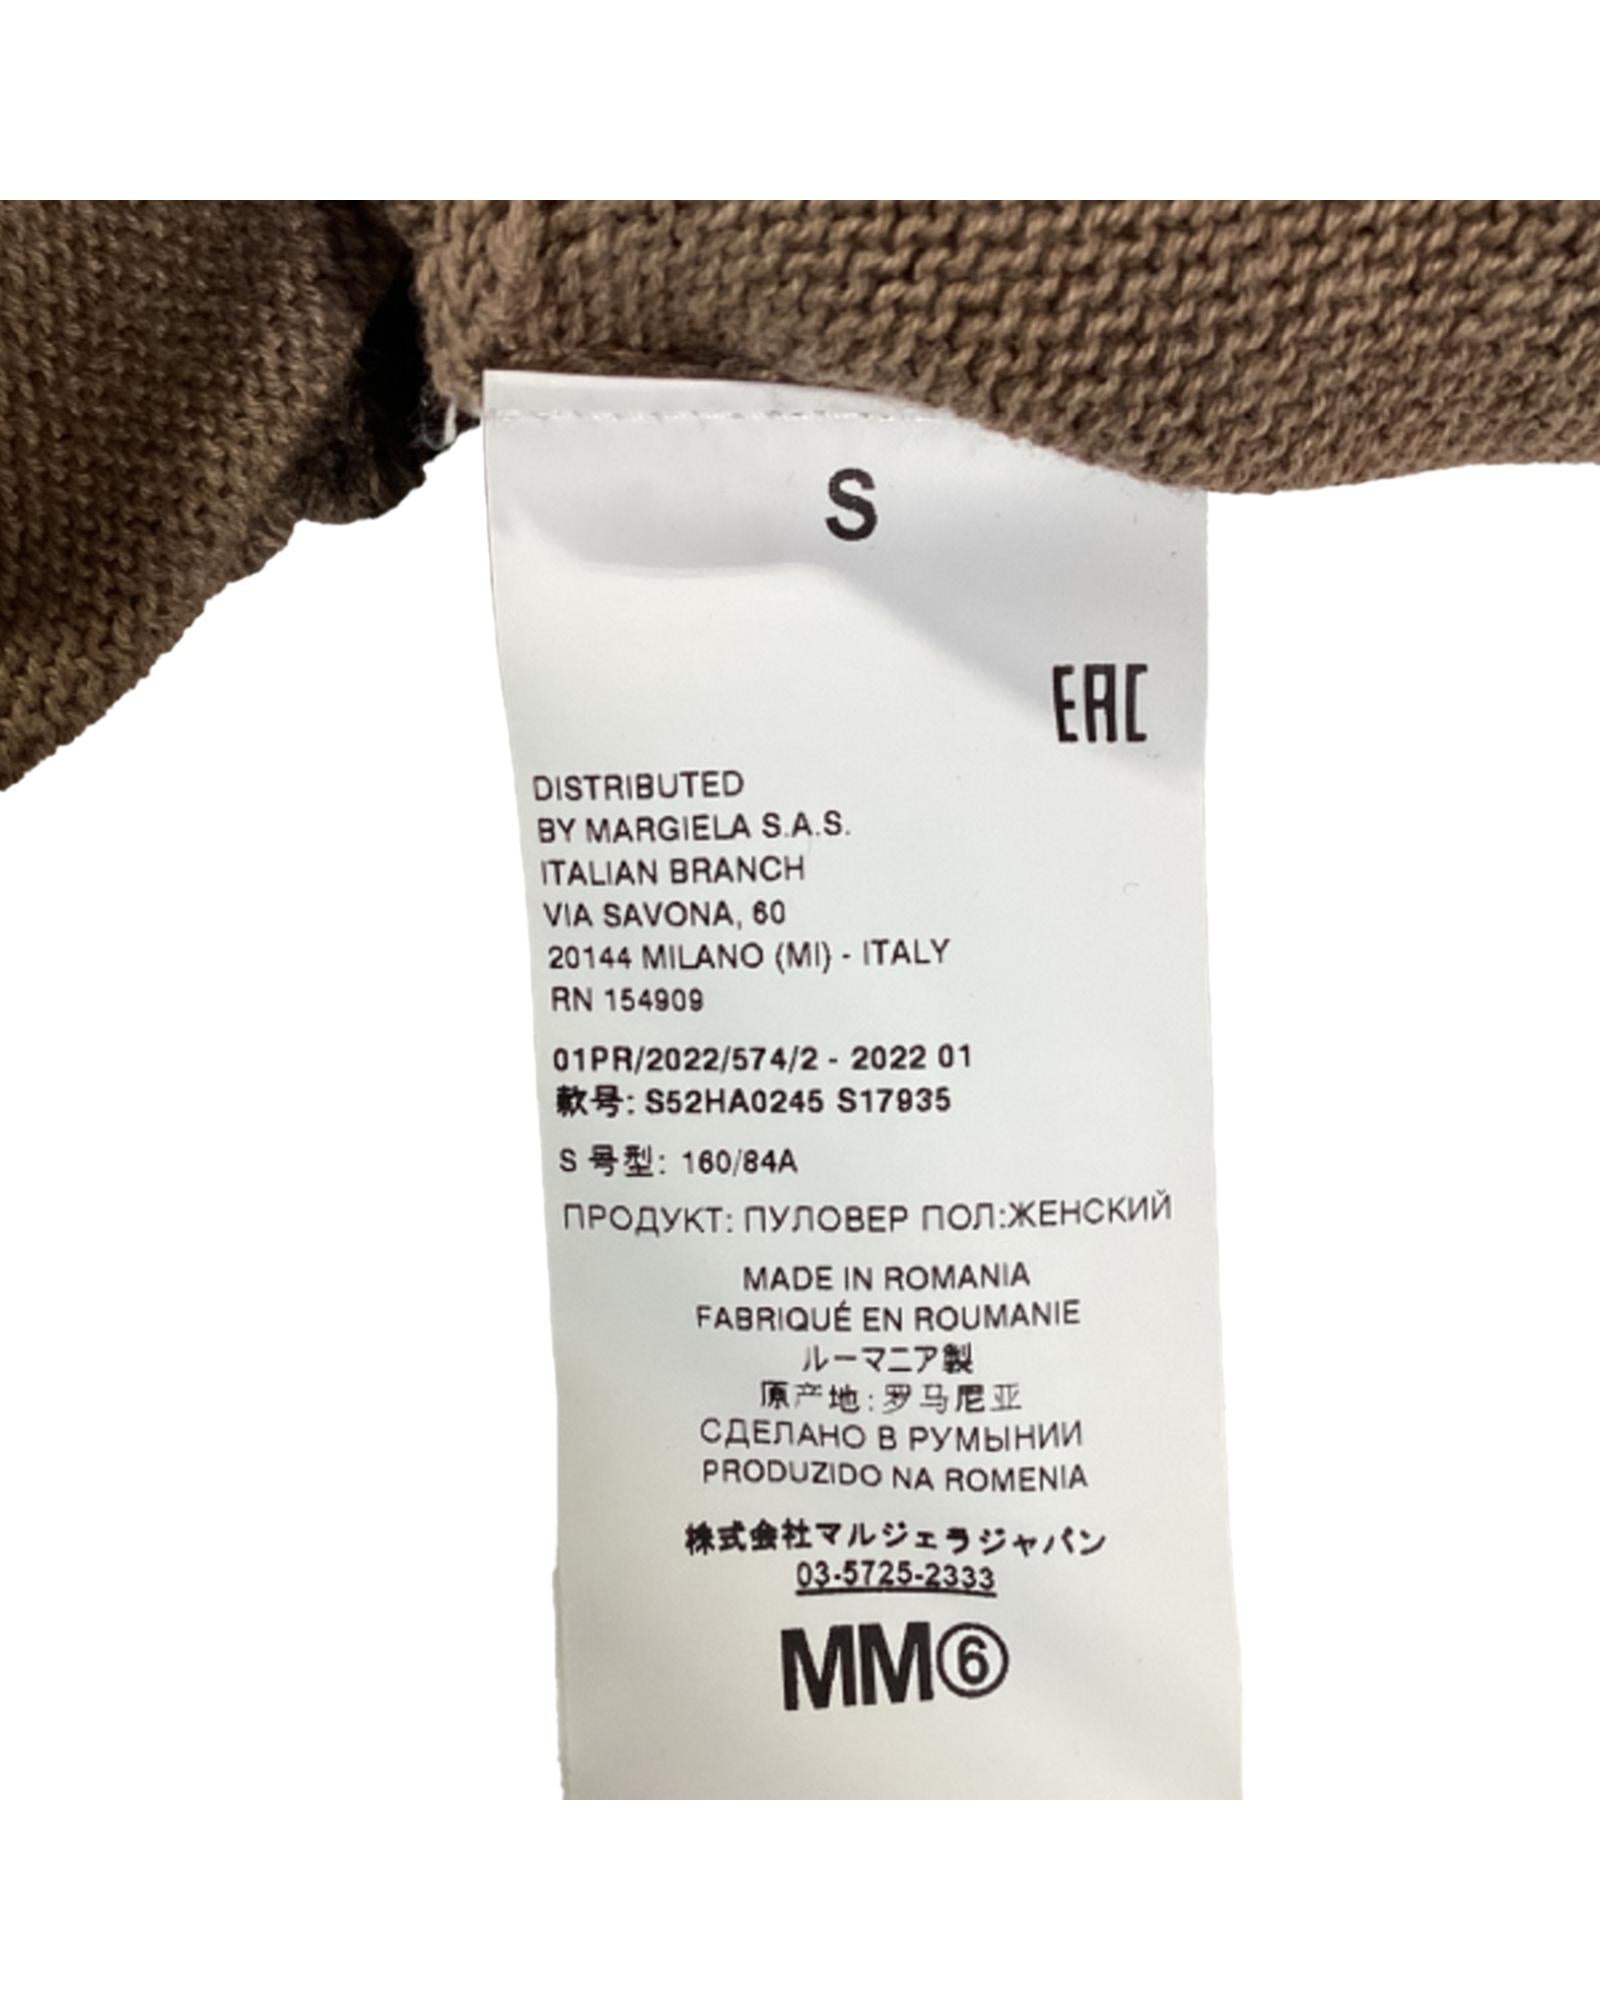 S
EAC
DISTRIBUTED
BY MARGIELA S.A.S.
ITALIAN BRANCH
VIA SAVONA, 60
20144 MILANO (MI) - ITALY
RN 154909
01PR/2022/574/2 - 2022 01
款号: S52HA0245 S17935
S 号型: 160/84A
ПРОДУКТ: ПУЛОВЕР ПОЛ:ЖЕНСКИЙ
MADE IN ROMANIA
FABRIQUÉ EN ROUMANIE
ルーマニア製
原产地:罗马尼亚
СДЕЛАНО В РУМЫНИИ
PRODUZIDO NA ROMENIA
株式会社マルジェラジャパン
03-5725-2333
MM⑥